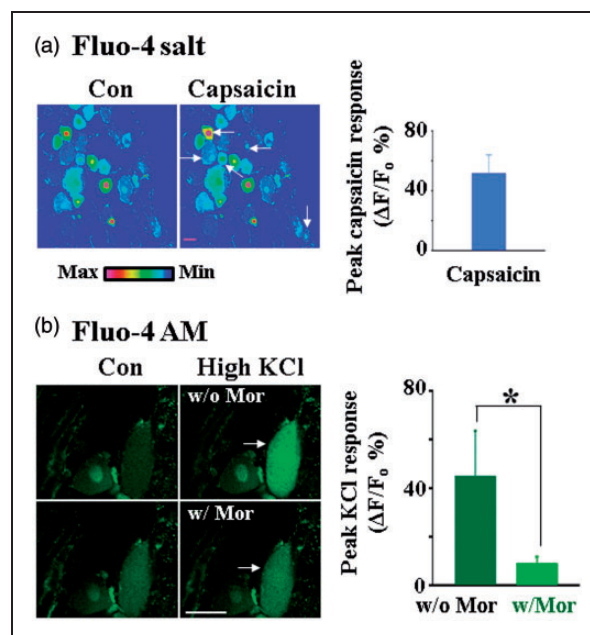 (a) Fluo-4 salt
Con Capsaicin
Max Min
Peak capsaicin response
(ΔF/F₀ %)
80
40
0
Capsaicin
(b) Fluo-4 AM
Con High KCl
w/o Mor
w/ Mor
Peak KCl response
(ΔF/F₀ %)
80
40
0
*
w/o Mor w/Mor